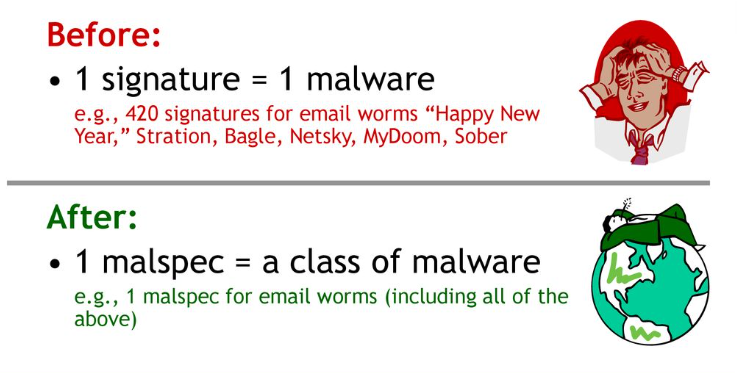 Before:
• 1 signature = 1 malware
e.g., 420 signatures for email worms “Happy New
Year,” Stration, Bagle, Netsky, MyDoom, Sober
After:
• 1 malspec = a class of malware
e.g., 1 malspec for email worms (including all of the
above)